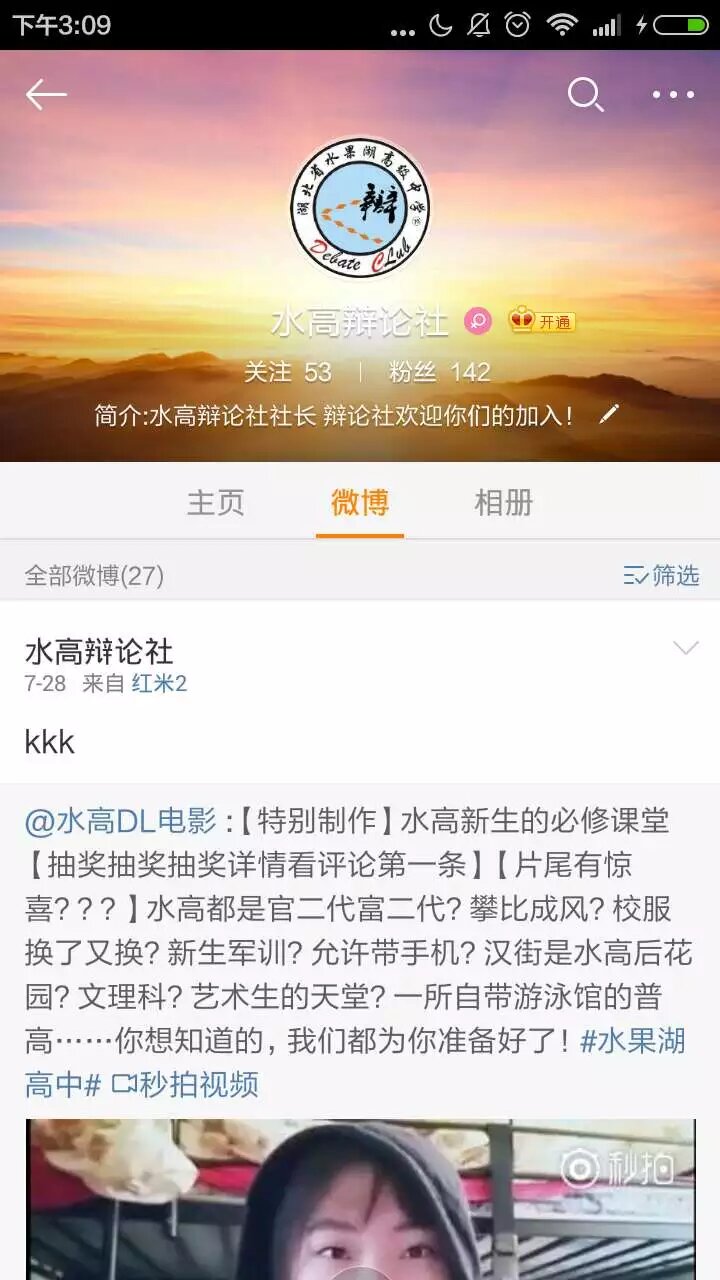 下午3:09
湖北省水果湖高级中学
辩
Debate Club
水高辩论社
开通
关注 53 | 粉丝 142
简介:水高辩论社社长 辩论社欢迎你们的加入!
主页 微博 相册
全部微博(27) 筛选
水高辩论社
7-28 来自 红米2
kkk
@水高DL电影 :【特别制作】水高新生的必修课堂
【抽奖抽奖抽奖详情看评论第一条】【片尾有惊
喜???】水高都是官二代富二代?攀比成风?校服
换了又换?新生军训?允许带手机?汉街是水高后花
园?文理科?艺术生的天堂?一所自带游泳馆的普
高……你想知道的,我们都为你准备好了!#水果湖
高中# 秒拍视频
秒拍